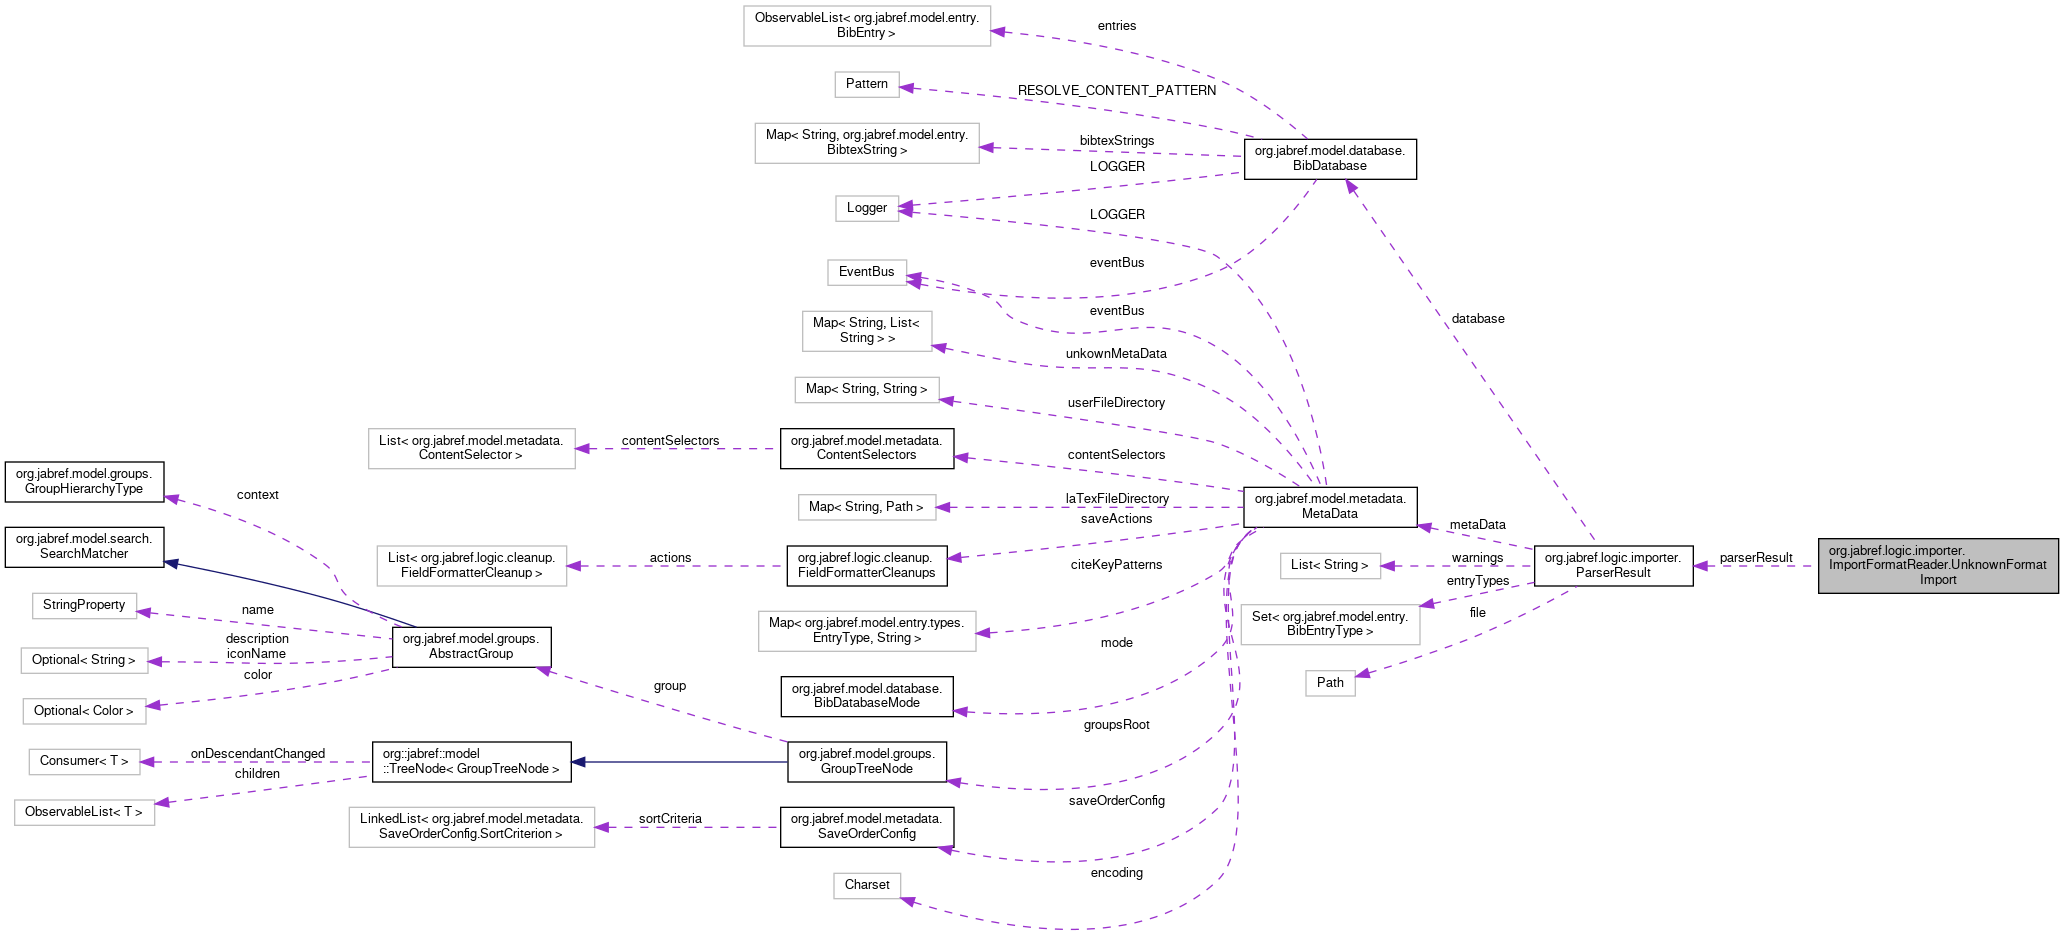 ObservableList< org.jabref.model.entry.
BibEntry >
entries
Pattern
RESOLVE_CONTENT_PATTERN
Map< String, org.jabref.model.entry.
BibtexString >
bibtexStrings
org.jabref.model.database.
BibDatabase
LOGGER
Logger
LOGGER
EventBus
eventBus
eventBus
Map< String, List<
String > >
unkownMetaData
database
Map< String, String >
userFileDirectory
List< org.jabref.model.metadata.
ContentSelector >
contentSelectors
org.jabref.model.metadata.
ContentSelectors
contentSelectors
org.jabref.model.groups.
GroupHierarchyType
context
Map< String, Path >
laTexFileDirectory
org.jabref.model.metadata.
MetaData
saveActions
metaData
org.jabref.model.search.
SearchMatcher
List< org.jabref.logic.cleanup.
FieldFormatterCleanup >
actions
org.jabref.logic.cleanup.
FieldFormatterCleanups
citeKeyPatterns
List< String >
warnings
org.jabref.logic.importer.
ParserResult
parserResult
org.jabref.logic.importer.
ImportFormatReader.UnknownFormat
Import
entryTypes
StringProperty
name
Map< org.jabref.model.entry.types.
EntryType, String >
Set< org.jabref.model.entry.
BibEntryType >
file
Optional< String >
description
iconName
org.jabref.model.groups.
AbstractGroup
mode
color
Optional< Color >
group
org.jabref.model.database.
BibDatabaseMode
Path
groupsRoot
Consumer< T >
onDescendantChanged
org::jabref::model
::TreeNode< GroupTreeNode >
org.jabref.model.groups.
GroupTreeNode
children
ObservableList< T >
saveOrderConfig
LinkedList< org.jabref.model.metadata.
SaveOrderConfig.SortCriterion >
sortCriteria
org.jabref.model.metadata.
SaveOrderConfig
encoding
Charset